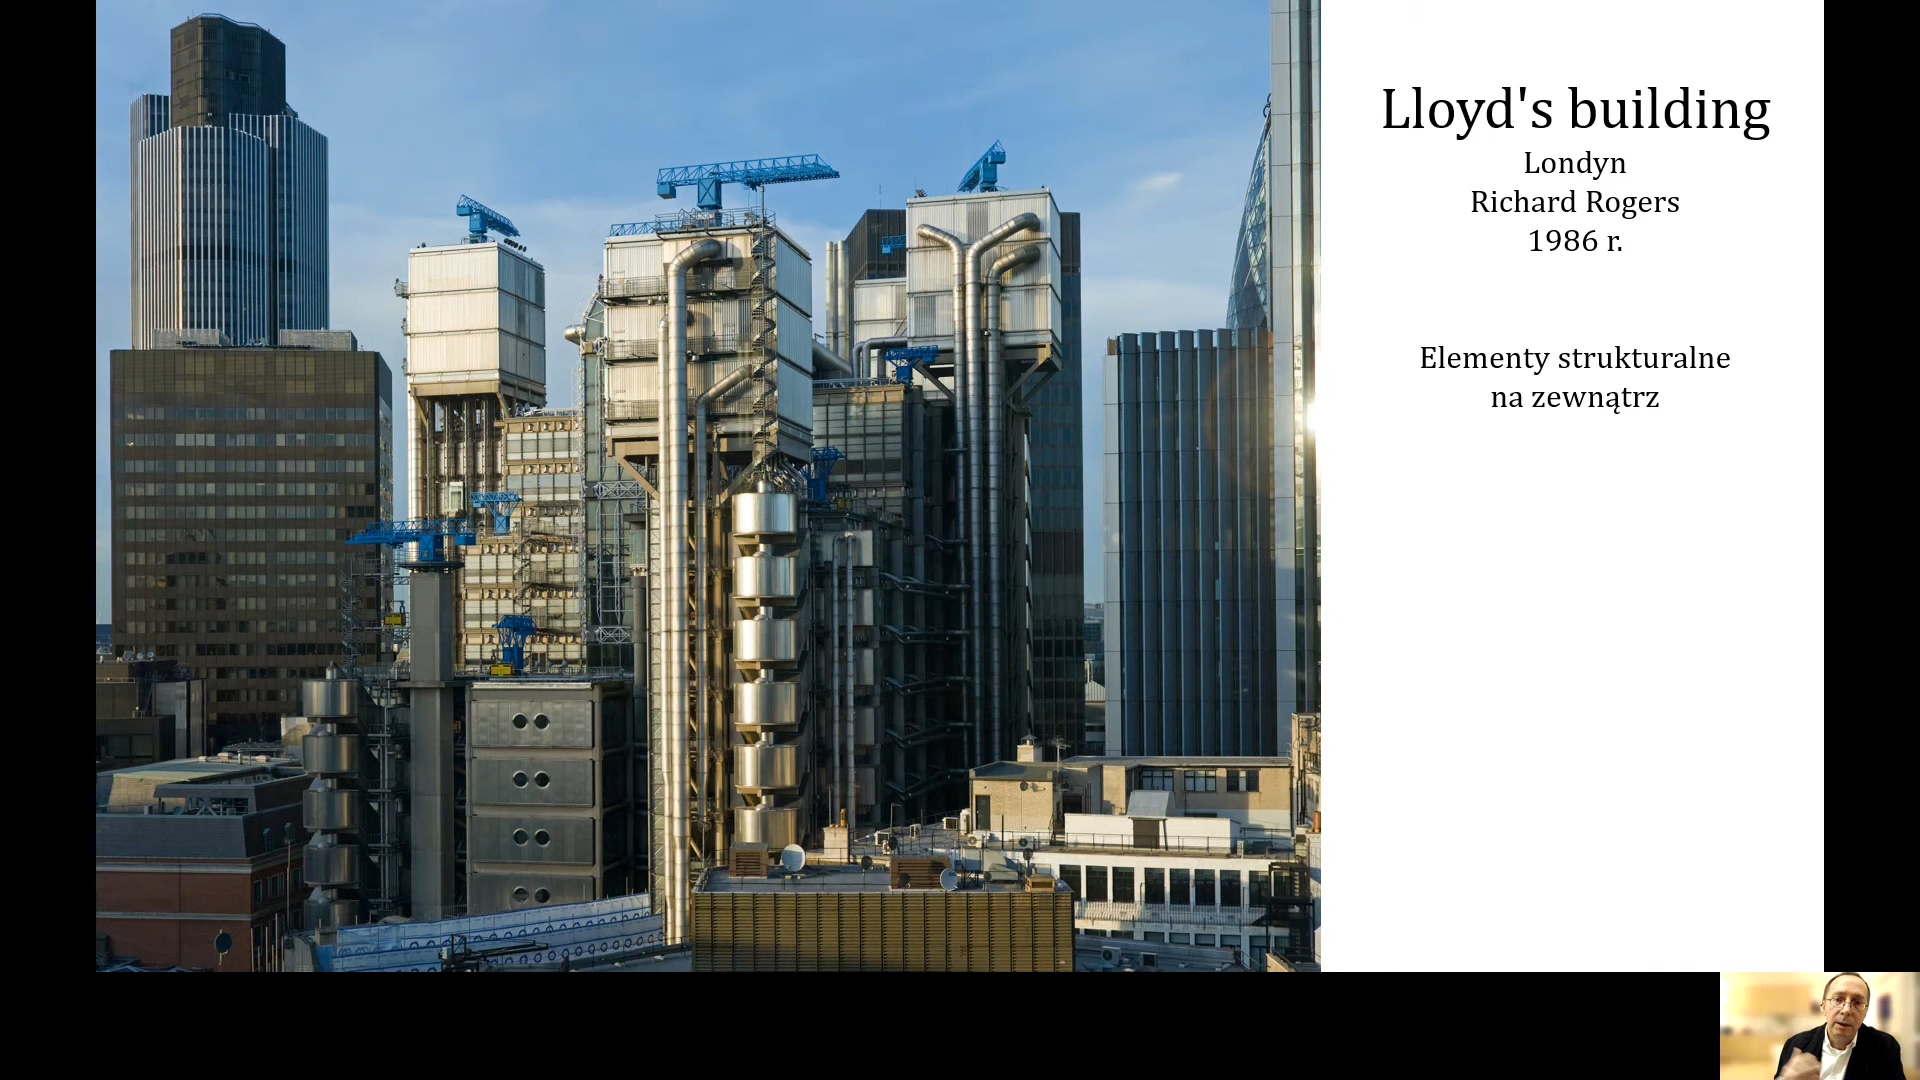 Lloyd's building
Londyn
Richard Rogers
1986 r.
Elementy strukturalne
na zewnątrz